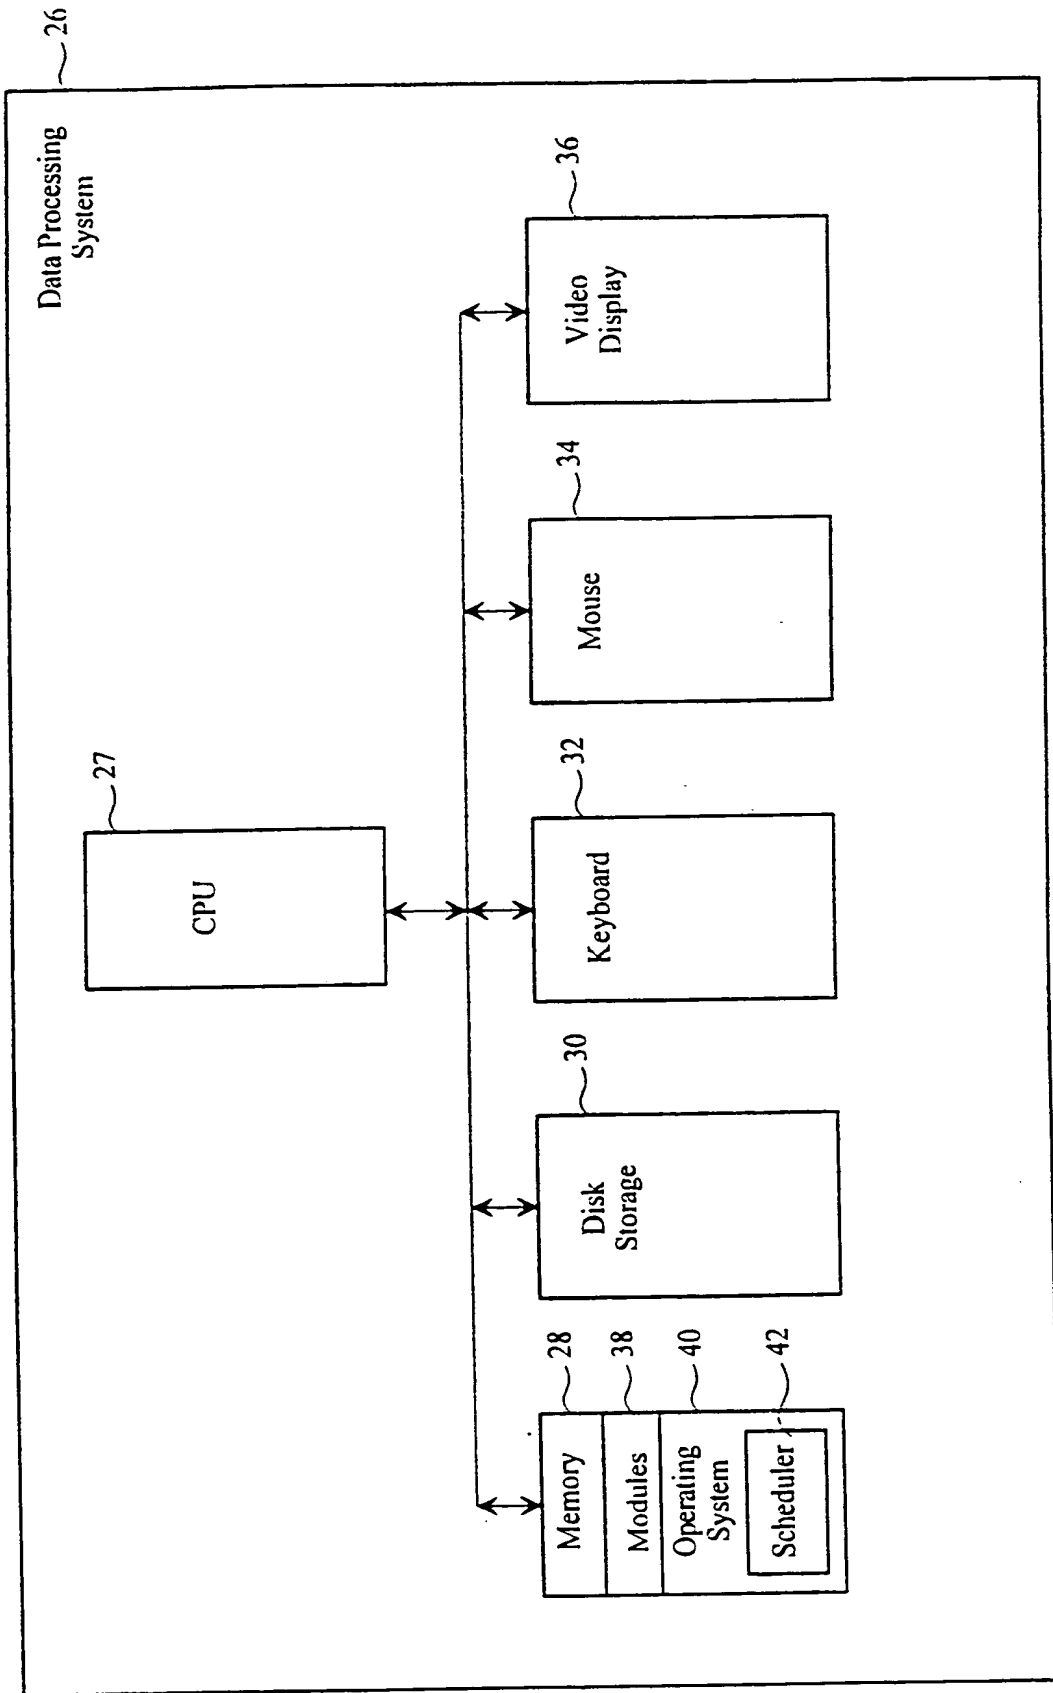 Data Processing
System
26
CPU
27
Memory
28
Modules
38
Operating
System
40
Scheduler
42
Disk
Storage
30
Keyboard
32
Mouse
34
Video
Display
36